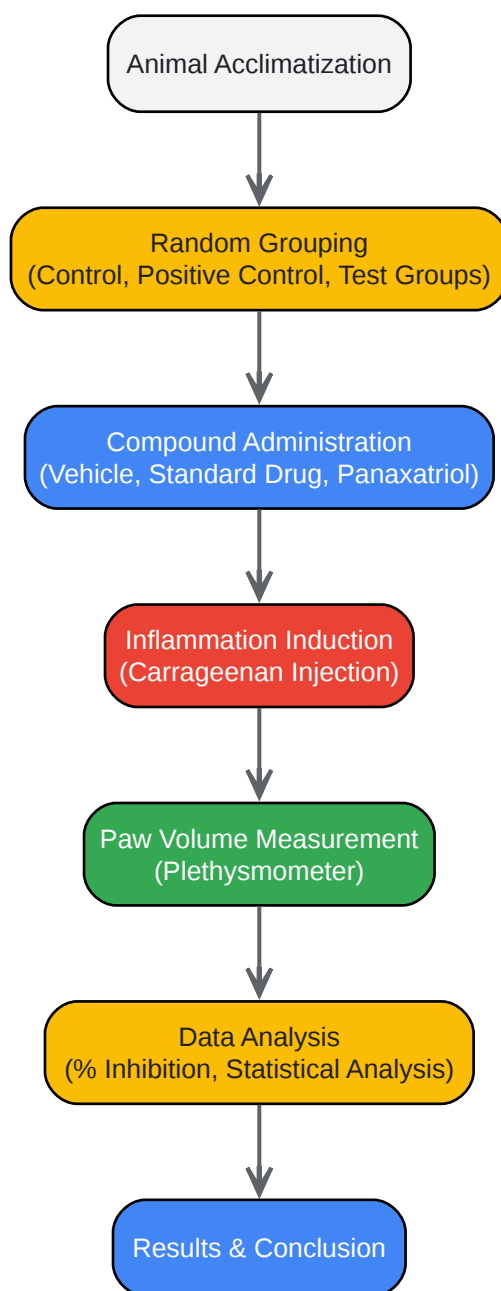 Animal Acclimatization
Random Grouping
(Control, Positive Control, Test Groups)
Compound Administration
(Vehicle, Standard Drug, Panaxatriol)
Inflammation Induction
(Carrageenan Injection)
Paw Volume Measurement
(Plethysmometer)
Data Analysis
(% Inhibition, Statistical Analysis)
Results & Conclusion